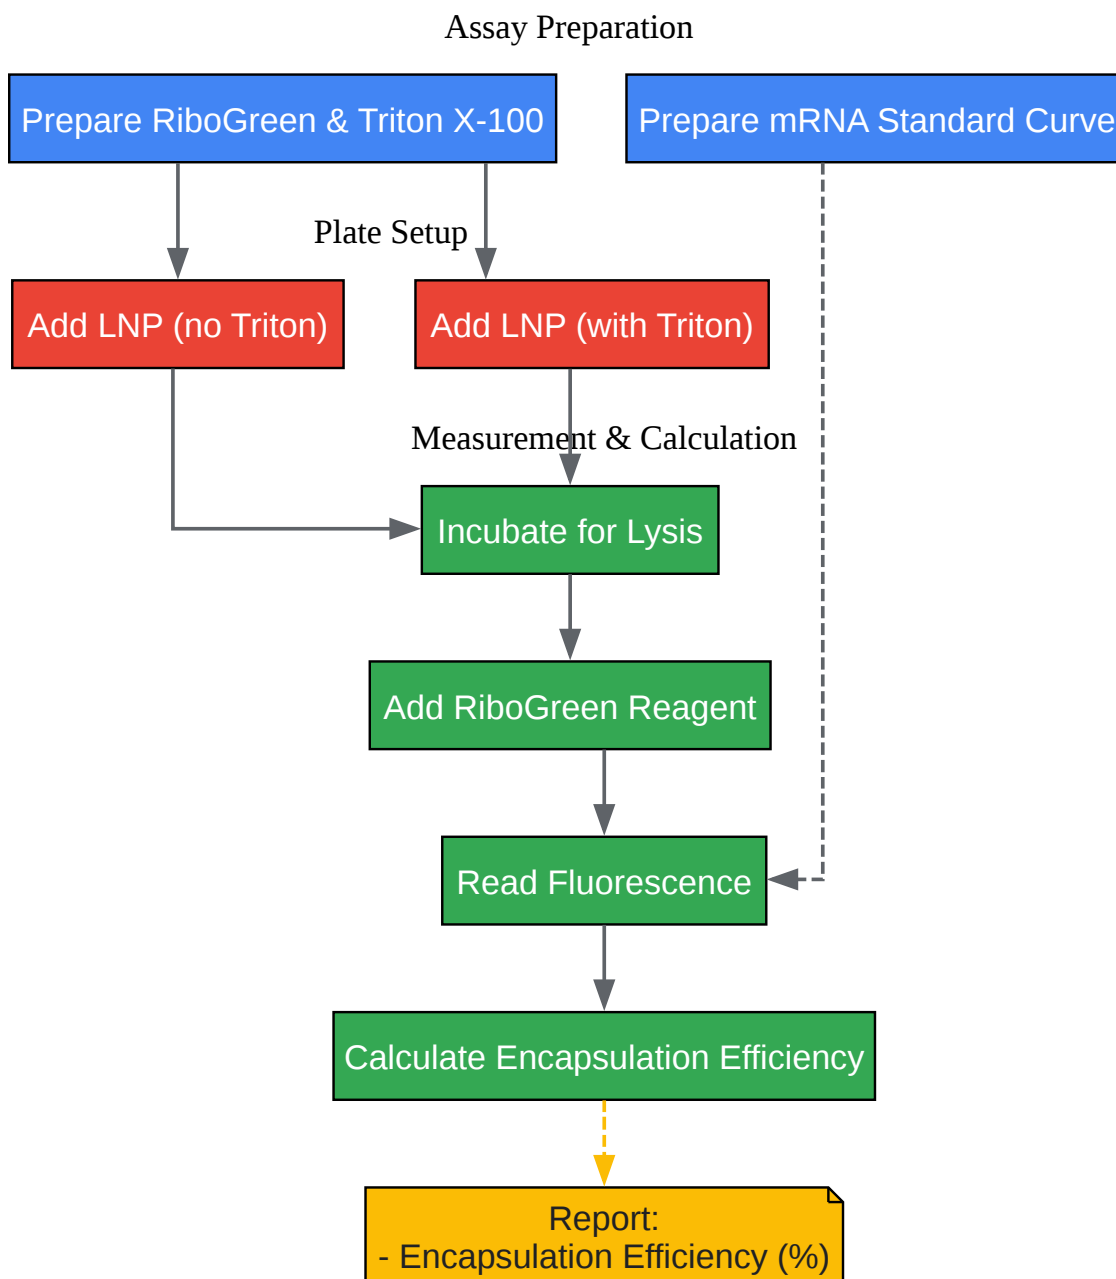 Assay Preparation
Prepare RiboGreen & Triton X-100
Prepare mRNA Standard Curve
Plate Setup
Add LNP (no Triton)
Add LNP (with Triton)
Measurement & Calculation
Incubate for Lysis
Add RiboGreen Reagent
Read Fluorescence
Calculate Encapsulation Efficiency
Report:
- Encapsulation Efficiency (%)